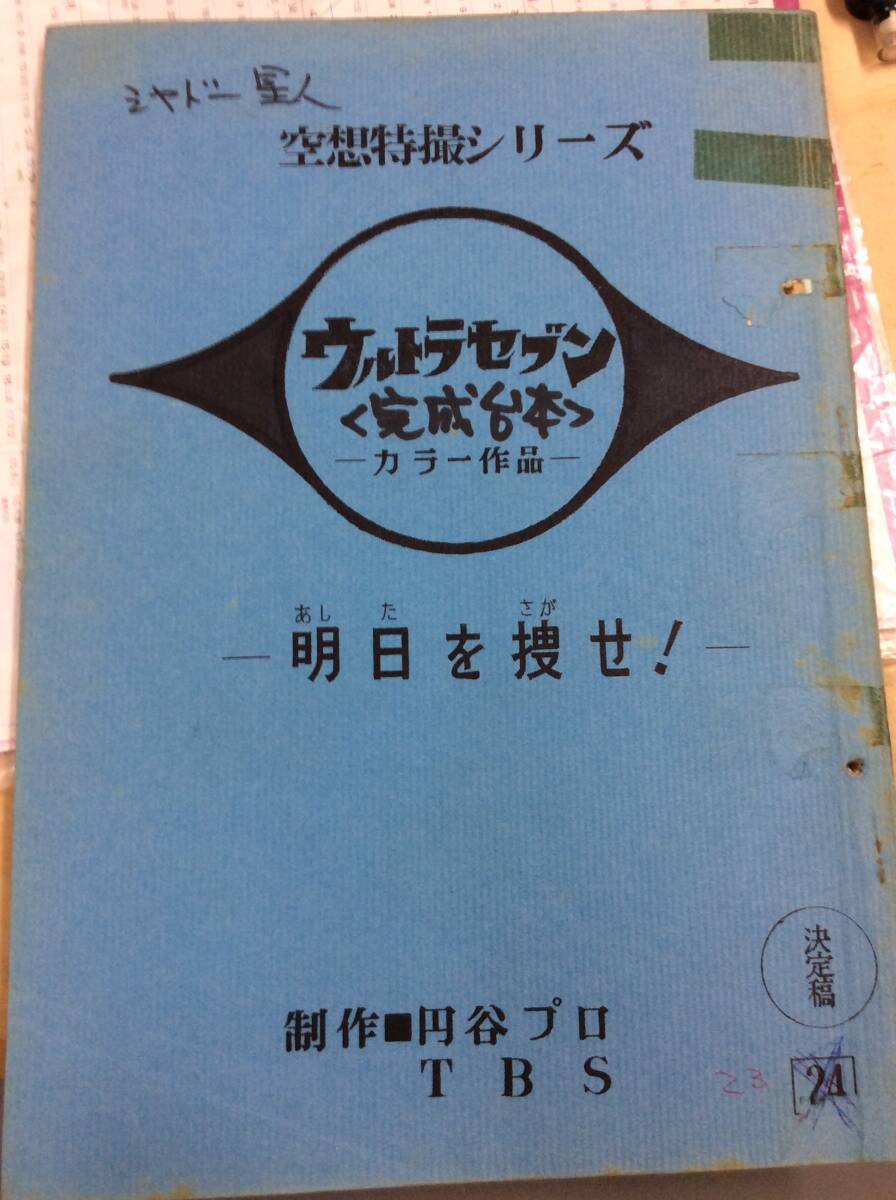 シャドー星人
空想特撮シリーズ
ウルトラセブン
<完成台本>
—カラー作品—
あした さが
—明日を捜せ!—
決定稿
制作■円谷プロ
TBS
23
24